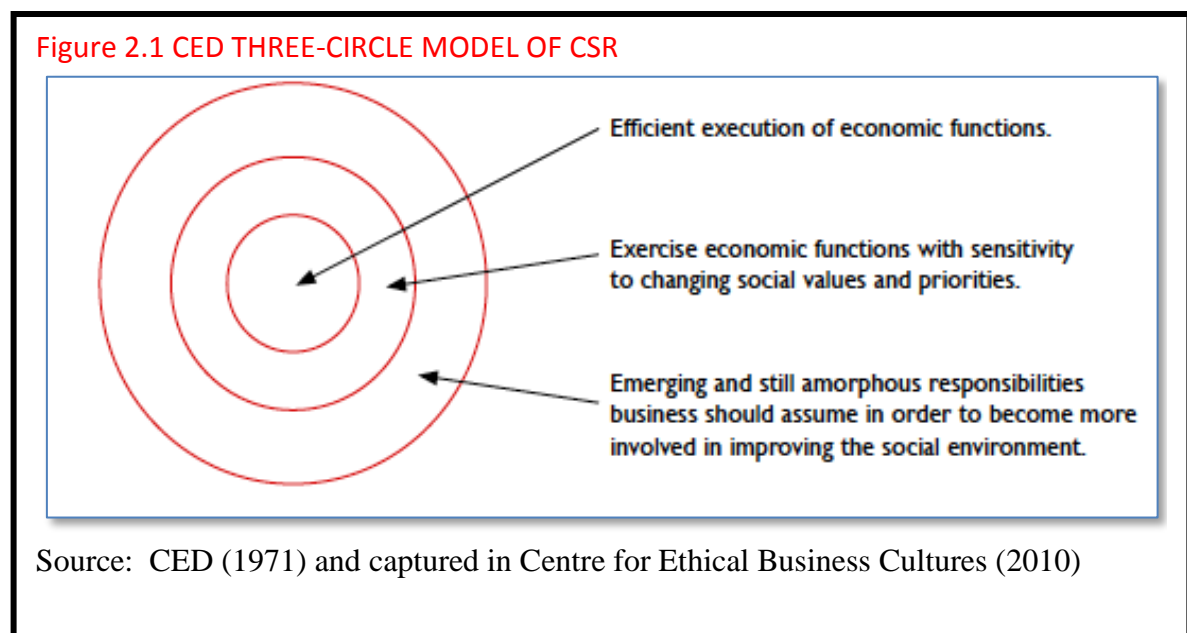 Figure 2.1 CED THREE-CIRCLE MODEL OF CSR
Efficient execution of economic functions.
Exercise economic functions with sensitivity
to changing social values and priorities.
Emerging and still amorphous responsibilities
business should assume in order to become more
involved in improving the social environment.
Source: CED (1971) and captured in Centre for Ethical Business Cultures (2010)